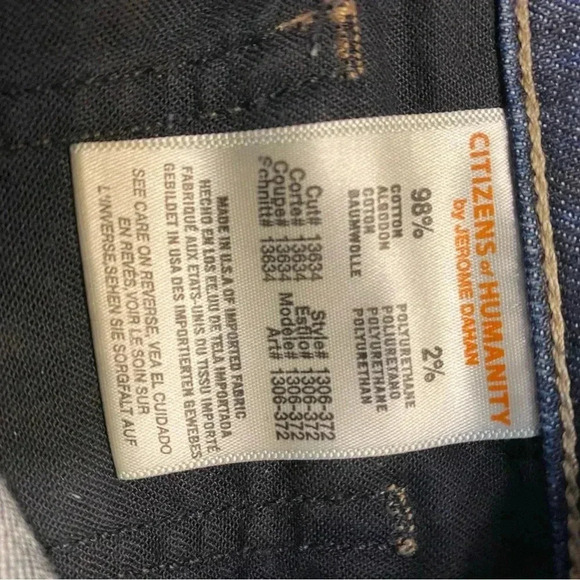 CITIZENS of HUMANITY
by JEROME DAHAN
98% 2%
COTTON POLYURETHANE
ALGODON POLIURETANO
COTON POLYURETHANE
BAUMWOLLE POLYURETHAN
Cut# 13634 Style# 1306-372
Corte# 13634 Estilo# 1306-372
Coupe# 13634 Modele# 1306-372
Schnitt# 13634 Art# 1306-372
MADE IN U.S.A OF IMPORTED FABRIC
HECHO EN LOS EE.UU DE TELA IMPORTADA
FABRIQUÉ AUX ETATS-UNIS DU TISSU IMPORTÉ
GEBILDET IN USA DES IMPORTIERTEN GEWEBES
SEE CARE ON REVERSE, VEA EL CUIDADO
EN REVÉS, VOIR LE SOIN SUR
L'INVERSE, SEHEN SIE SORGFALT AUF